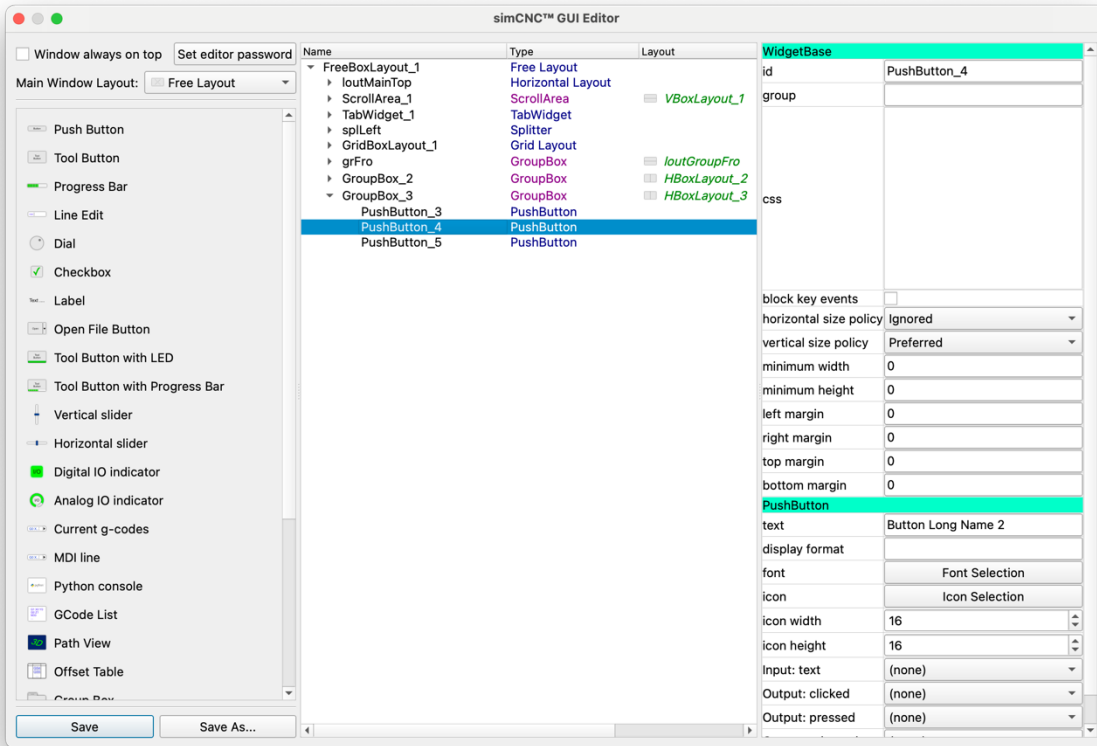 simCNC™ GUI Editor
Window always on top
Set editor password
Main Window Layout:
Free Layout
Push Button
Tool Button
Progress Bar
Line Edit
Dial
Checkbox
Label
Open File Button
Tool Button with LED
Tool Button with Progress Bar
Vertical slider
Horizontal slider
Digital IO indicator
Analog IO indicator
Current g-codes
MDI line
Python console
GCode List
Path View
Offset Table
Group Box
Save
Save As...
Name Type Layout
FreeBoxLayout_1 Free Layout
loutMainTop Horizontal Layout
ScrollArea_1 ScrollArea VBoxLayout_1
TabWidget_1 TabWidget
splLeft Splitter
GridBoxLayout_1 Grid Layout
grFro GroupBox loutGroupFro
GroupBox_2 GroupBox HBoxLayout_2
GroupBox_3 GroupBox HBoxLayout_3
PushButton_3 PushButton
PushButton_4 PushButton
PushButton_5 PushButton
WidgetBase
id PushButton_4
group
css
block key events
horizontal size policy Ignored
vertical size policy Preferred
minimum width 0
minimum height 0
left margin 0
right margin 0
top margin 0
bottom margin 0
PushButton
text Button Long Name 2
display format
font Font Selection
icon Icon Selection
icon width 16
icon height 16
Input: text (none)
Output: clicked (none)
Output: pressed (none)